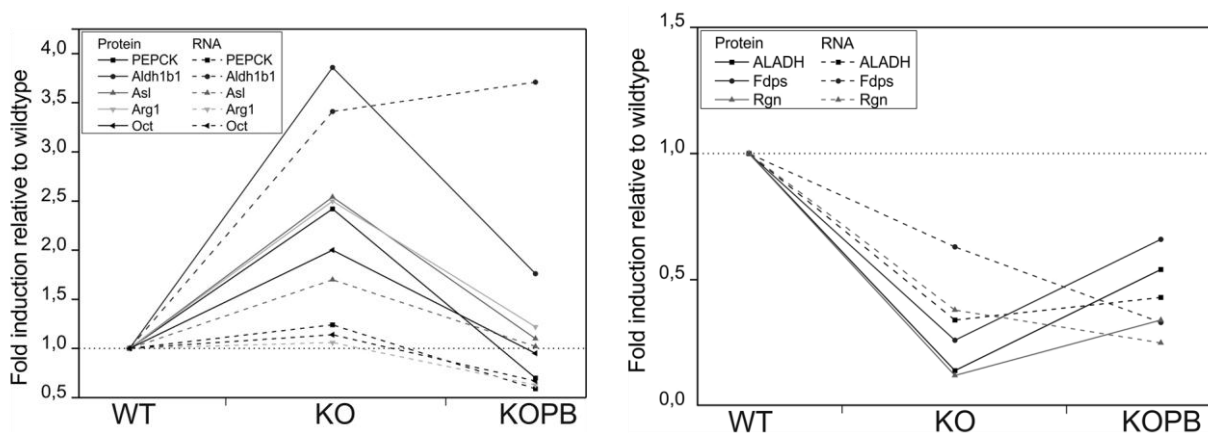 Fold induction relative to wildtype
4,0
3,5
3,0
2,5
2,0
1,5
1,0
0,5
Protein RNA
PEPCK PEPCK
Aldh1b1 Aldh1b1
Asl Asl
Arg1 Arg1
Oct Oct
WT KO KOPB
Fold induction relative to wildtype
1,5
1,0
0,5
0,0
Protein RNA
ALADH ALADH
Fdps Fdps
Rgn Rgn
WT KO KOPB